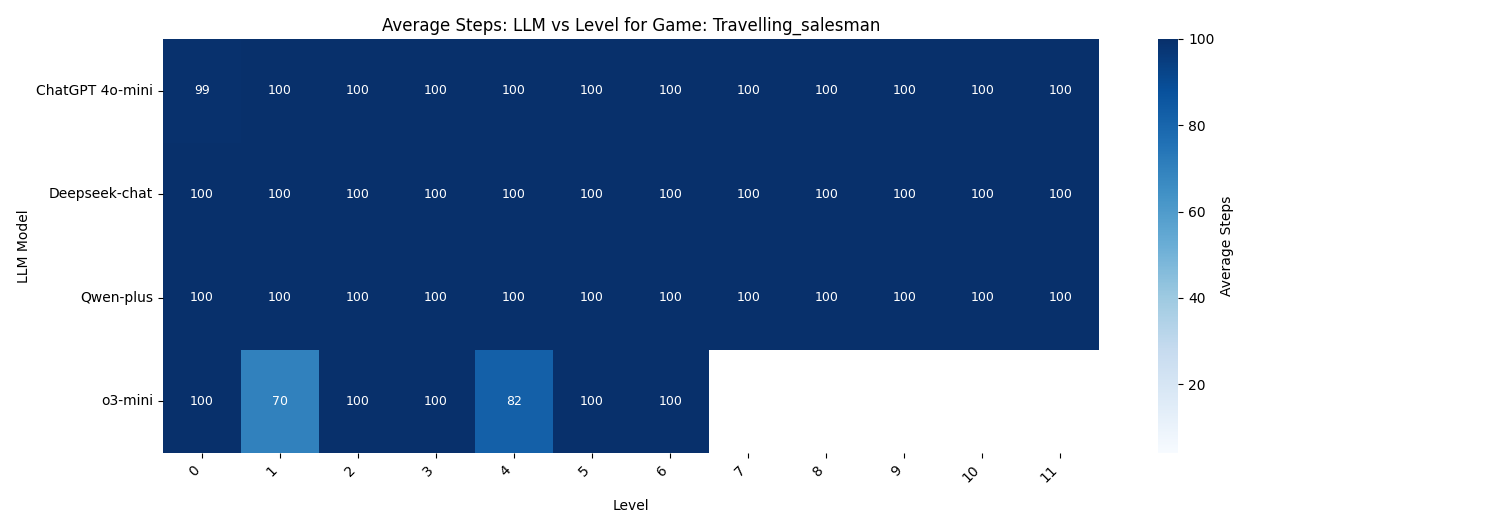 Average Steps: LLM vs Level for Game: Travelling_salesman
LLM Model
ChatGPT 4o-mini 99 100 100 100 100 100 100 100 100 100 100 100
Deepseek-chat 100 100 100 100 100 100 100 100 100 100 100 100
Qwen-plus 100 100 100 100 100 100 100 100 100 100 100 100
o3-mini 100 70 100 100 82 100 100
0 1 2 3 4 5 6 7 8 9 10 11
Level
100
80
60
40
20
Average Steps